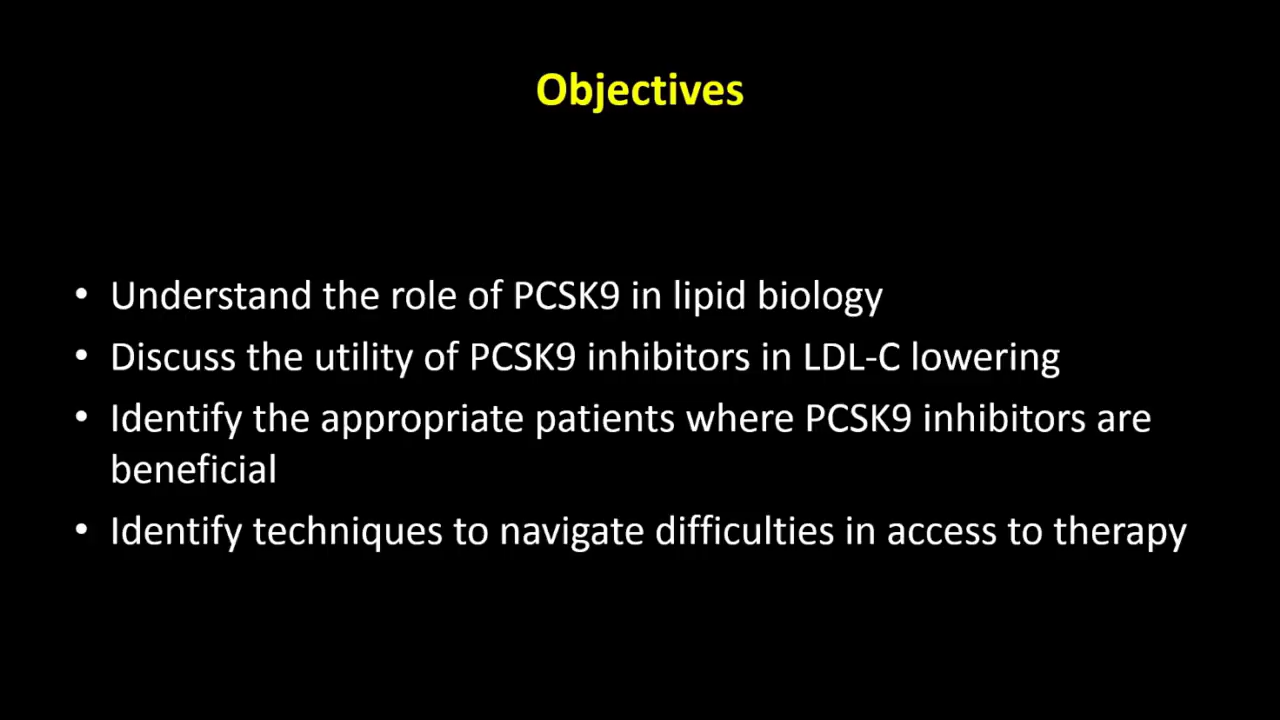 Objectives
• Understand the role of PCSK9 in lipid biology
• Discuss the utility of PCSK9 inhibitors in LDL-C lowering
• Identify the appropriate patients where PCSK9 inhibitors are
beneficial
• Identify techniques to navigate difficulties in access to therapy